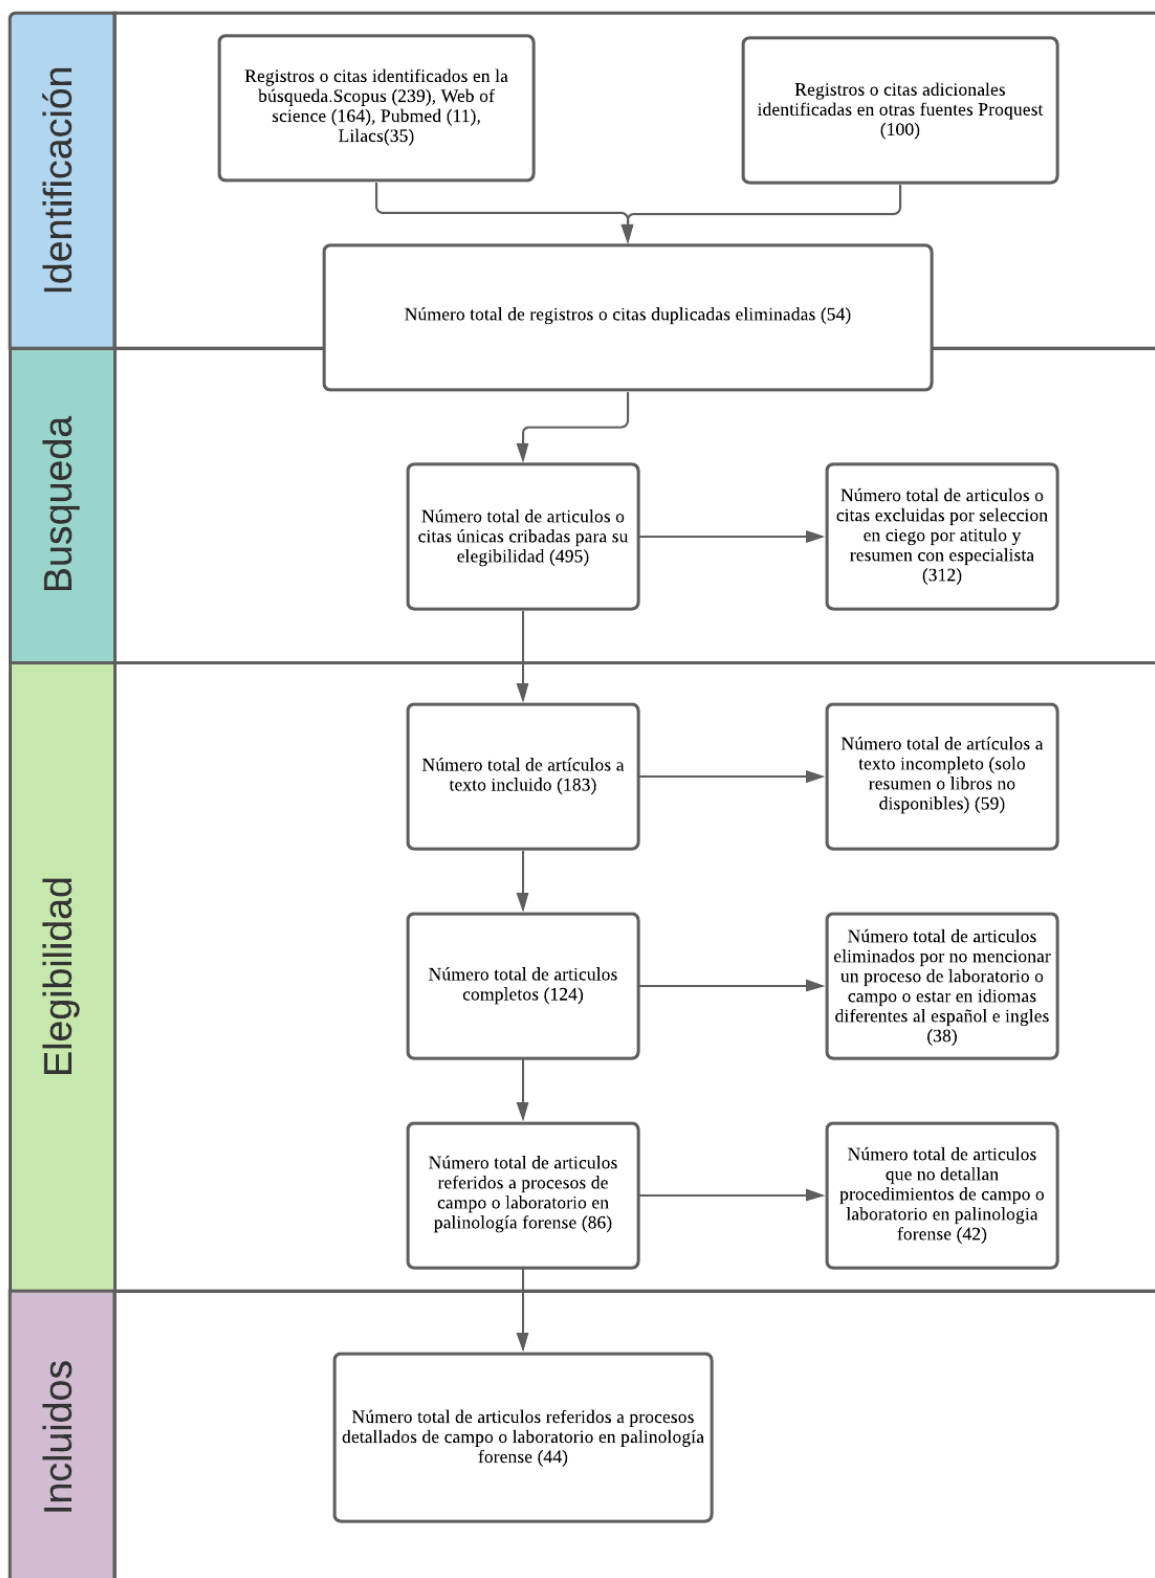 Identificación
Registros o citas identificados en la
búsqueda.Scopus (239), Web of
science (164), Pubmed (11),
Lilacs(35)
Registros o citas adicionales
identificadas en otras fuentes Proquest
(100)
Número total de registros o citas duplicadas eliminadas (54)
Busqueda
Número total de articulos o
citas únicas cribadas para su
elegibilidad (495)
Número total de articulos o
citas excluidas por seleccion
en ciego por atitulo y
resumen con especialista
(312)
Elegibilidad
Número total de artículos a
texto incluido (183)
Número total de artículos a
texto incompleto (solo
resumen o libros no
disponibles) (59)
Número total de articulos
completos (124)
Número total de articulos
eliminados por no mencionar
un proceso de laboratorio o
campo o estar en idiomas
diferentes al español e ingles
(38)
Número total de articulos
referidos a procesos de
campo o laboratorio en
palinología forense (86)
Número total de articulos
que no detallan
procedimientos de campo o
laboratorio en palinologia
forense (42)
Incluidos
Número total de articulos referidos a procesos
detallados de campo o laboratorio en palinología
forense (44)